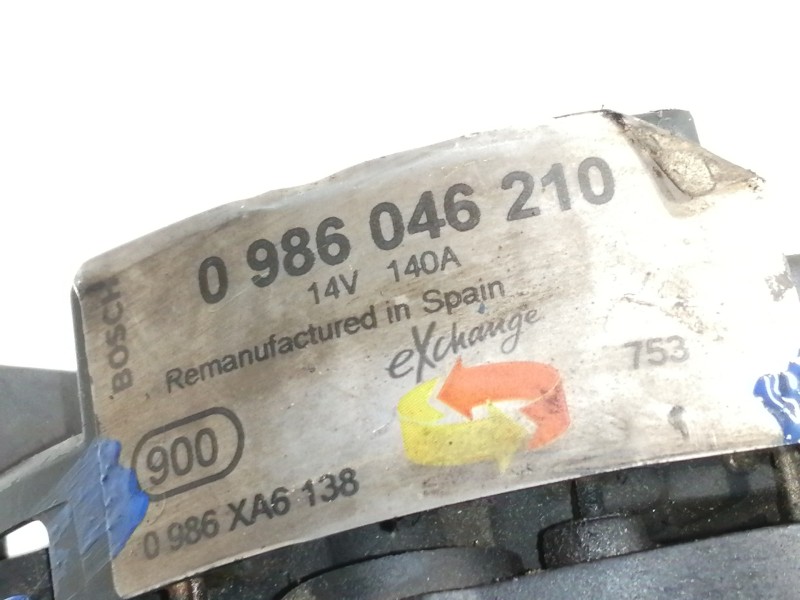 BOSCH
0 986 046 210
14V 140A
Remanufactured in Spain
eXchange
753
900
0 986 XA6 138